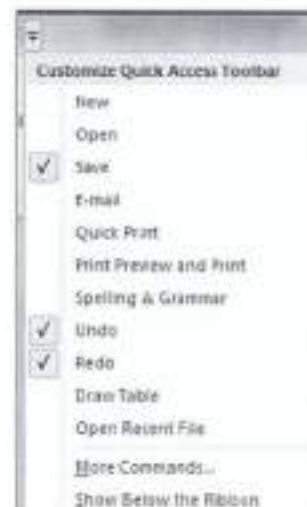 Customize Quick Access Toolbar
New
Open
Save
E-mail
Quick Print
Print Preview and Print
Spelling & Grammar
Undo
Redo
Draw Table
Open Recent File
More Commands...
Show Below the Ribbon